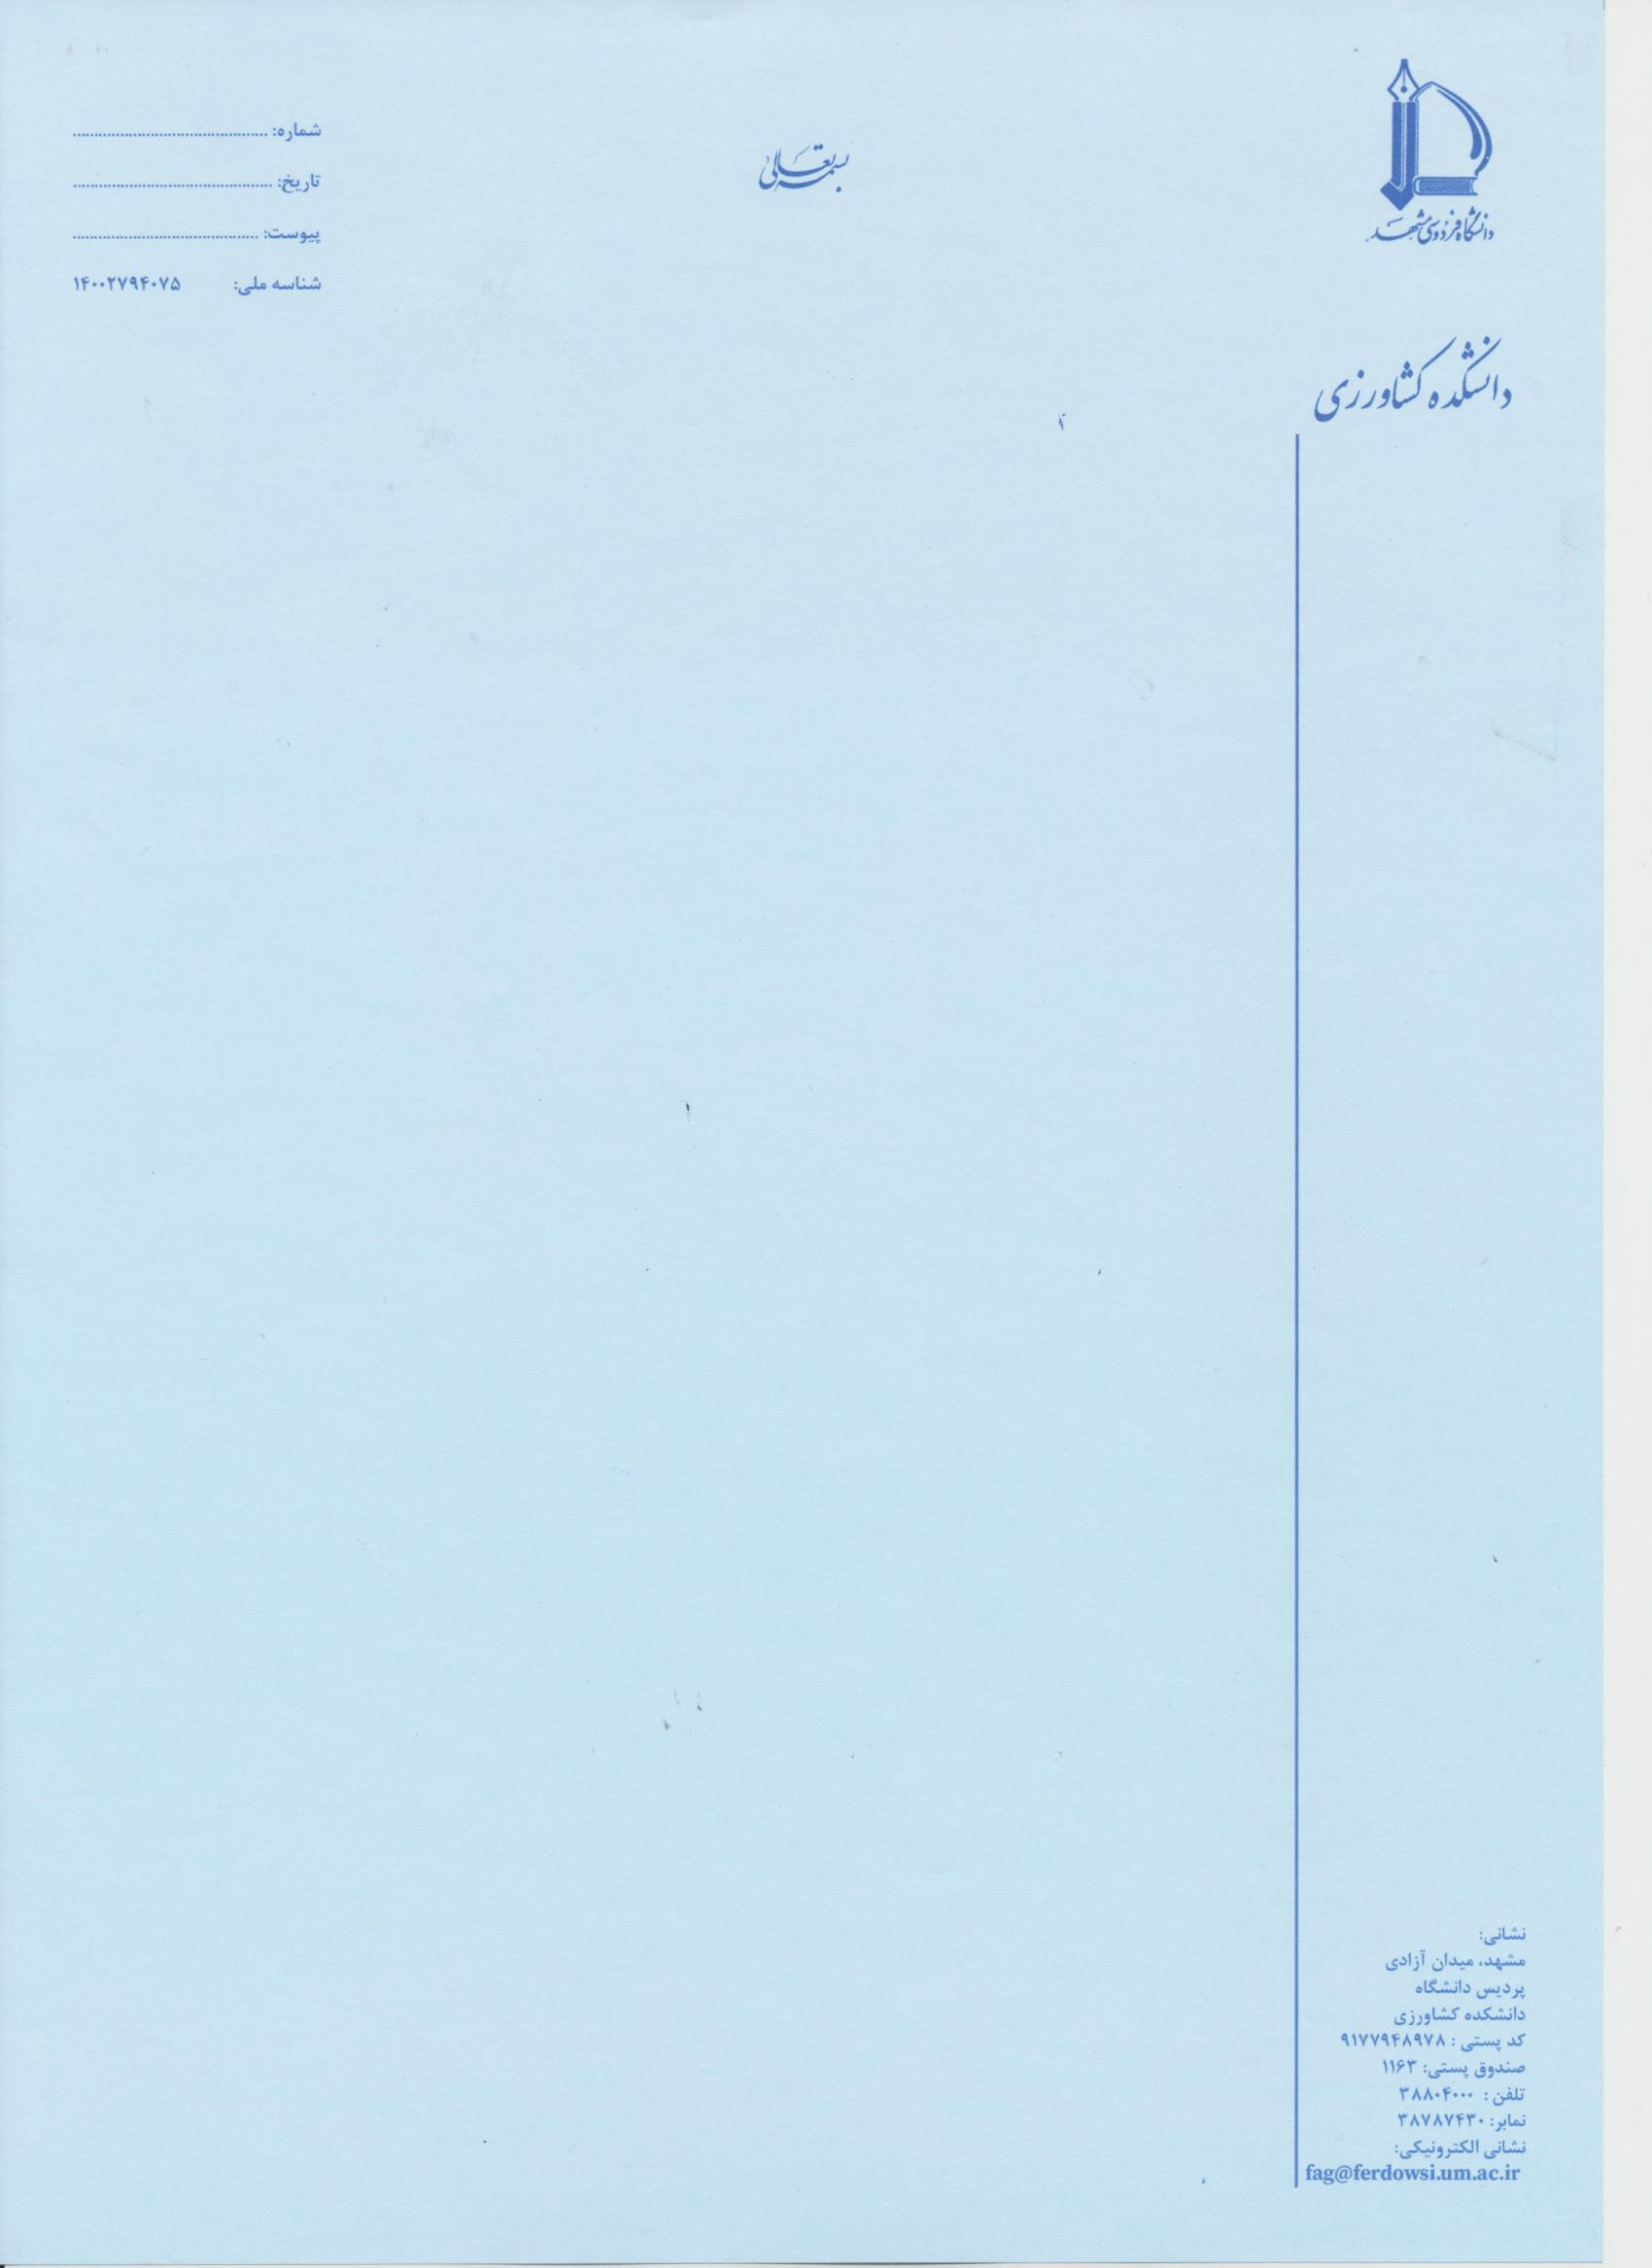 دانشگاه فردوسی مشهد
بسمه تعالی
شماره: ............................................
تاریخ: ............................................
پیوست: ............................................
شناسه ملی: ۱۴۰۰۲۷۹۴۰۷۵
دانشکده کشاورزی
نشانی:
مشهد، میدان آزادی
پردیس دانشگاه
دانشکده کشاورزی
کد پستی : ۹۱۷۷۹۴۸۹۷۸
صندوق پستی: ۱۱۶۳
تلفن : ۳۸۸۰۴۰۰۰
نمابر: ۳۸۷۸۷۴۳۰
نشانی الکترونیکی:
fag@ferdowsi.um.ac.ir